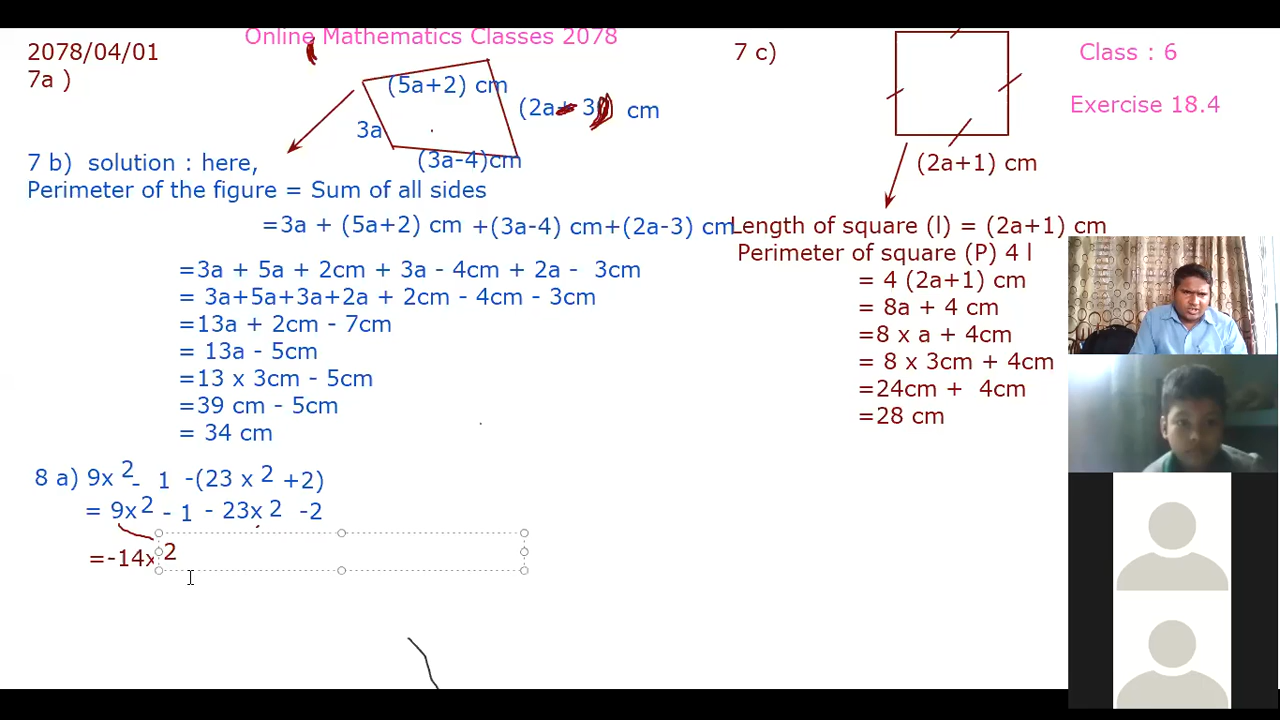 Online Mathematics Classes 2078
2078/04/01
7a )
(5a+2) cm
(2a- 3) cm
3a
(3a-4)cm
7 b) solution : here,
Perimeter of the figure = Sum of all sides
=3a + (5a+2) cm +(3a-4) cm+(2a-3) cm
=3a + 5a + 2cm + 3a - 4cm + 2a - 3cm
= 3a+5a+3a+2a + 2cm - 4cm - 3cm
=13a + 2cm - 7cm
= 13a - 5cm
=13 x 3cm - 5cm
=39 cm - 5cm
= 34 cm
8 a) 9x 2 - 1 -(23 x 2 +2)
= 9x 2 - 1 - 23x 2 -2
=-14x 2
7 c)
Class : 6
Exercise 18.4
(2a+1) cm
Length of square (l) = (2a+1) cm
Perimeter of square (P) 4 l
= 4 (2a+1) cm
= 8a + 4 cm
=8 x a + 4cm
= 8 x 3cm + 4cm
=24cm + 4cm
=28 cm